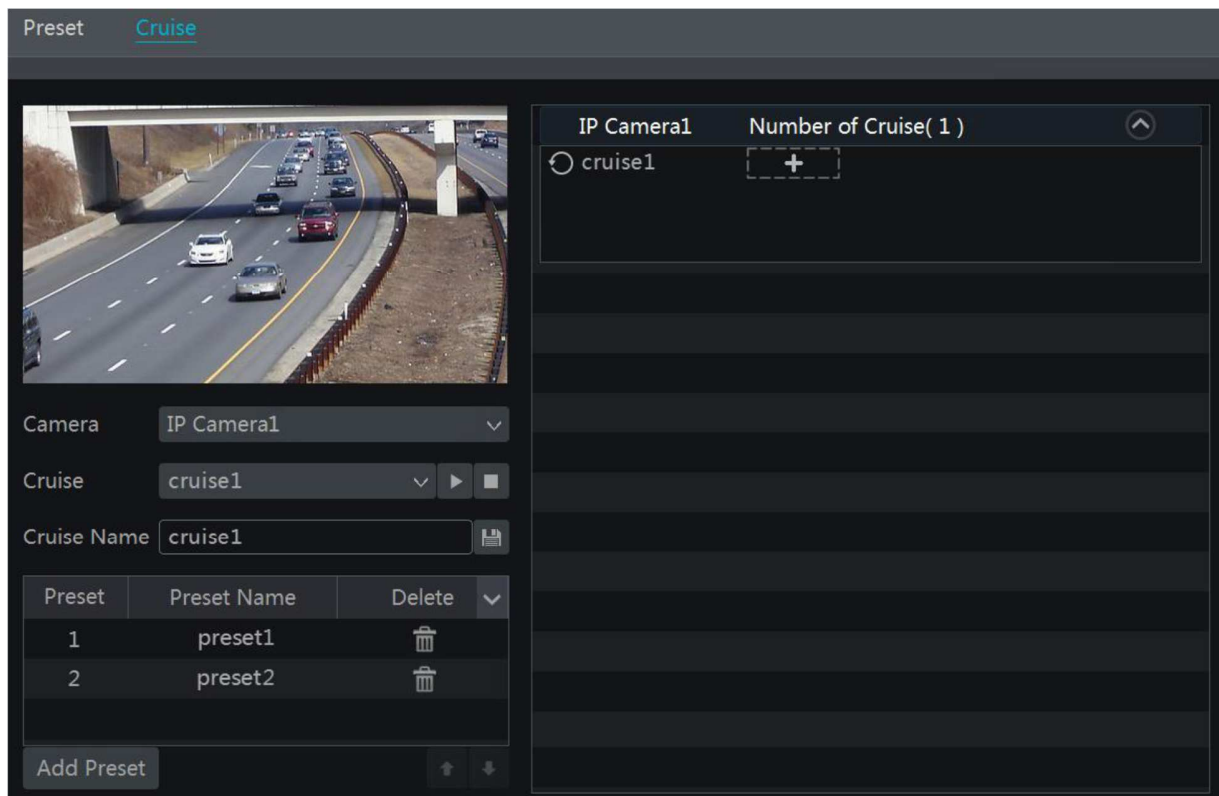 Preset Cruise
IP Camera1 Number of Cruise( 1 )
cruise1
Camera IP Camera1
Cruise cruise1
Cruise Name cruise1
Preset Preset Name Delete
1 preset1
2 preset2
Add Preset